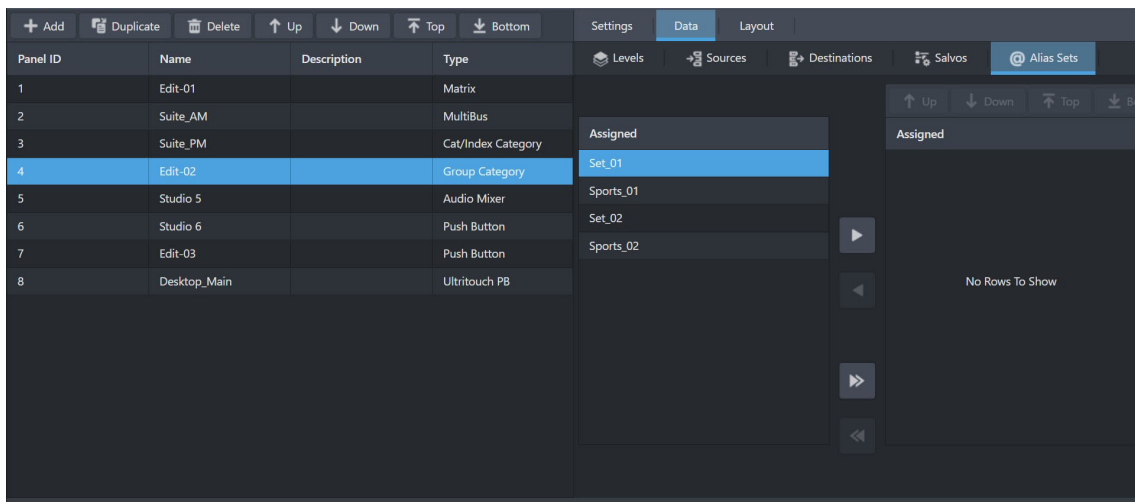 Add Duplicate Delete Up Down Top Bottom
Settings Data Layout
Panel ID Name Description Type
Levels Sources Destinations Salvos @ Alias Sets
Up Down Top
1 Edit-01 Matrix
2 Suite_AM MultiBus
3 Suite_PM Cat/Index Category
4 Edit-02 Group Category
5 Studio 5 Audio Mixer
6 Studio 6 Push Button
7 Edit-03 Push Button
8 Desktop_Main Ultritouch PB
Assigned
Set_01
Sports_01
Set_02
Sports_02
Assigned
No Rows To Show